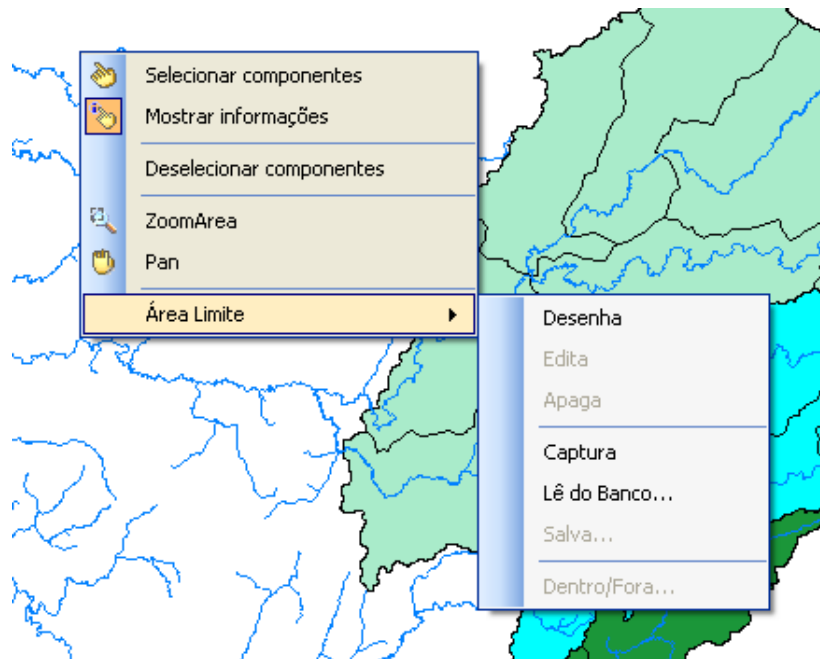 Selecionar componentes
Mostrar informações
Deselecionar componentes
ZoomArea
Pan
Área Limite
Desenha
Edita
Apaga
Captura
Lê do Banco...
Salva...
Dentro/Fora...